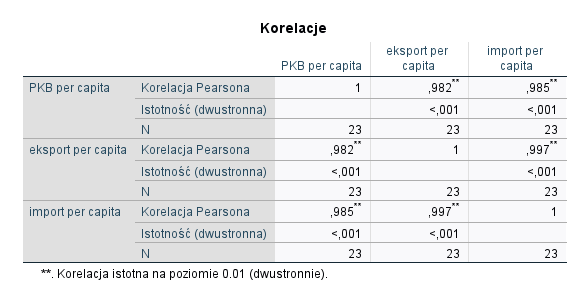 Korelacje
PKB per capita eksport per capita import per capita
PKB per capita Korelacja Pearsona 1 ,982** ,985**
Istotność (dwustronna) <,001 <,001
N 23 23 23
eksport per capita Korelacja Pearsona ,982** 1 ,997**
Istotność (dwustronna) <,001 <,001
N 23 23 23
import per capita Korelacja Pearsona ,985** ,997** 1
Istotność (dwustronna) <,001 <,001
N 23 23 23
**. Korelacja istotna na poziomie 0.01 (dwustronnie).